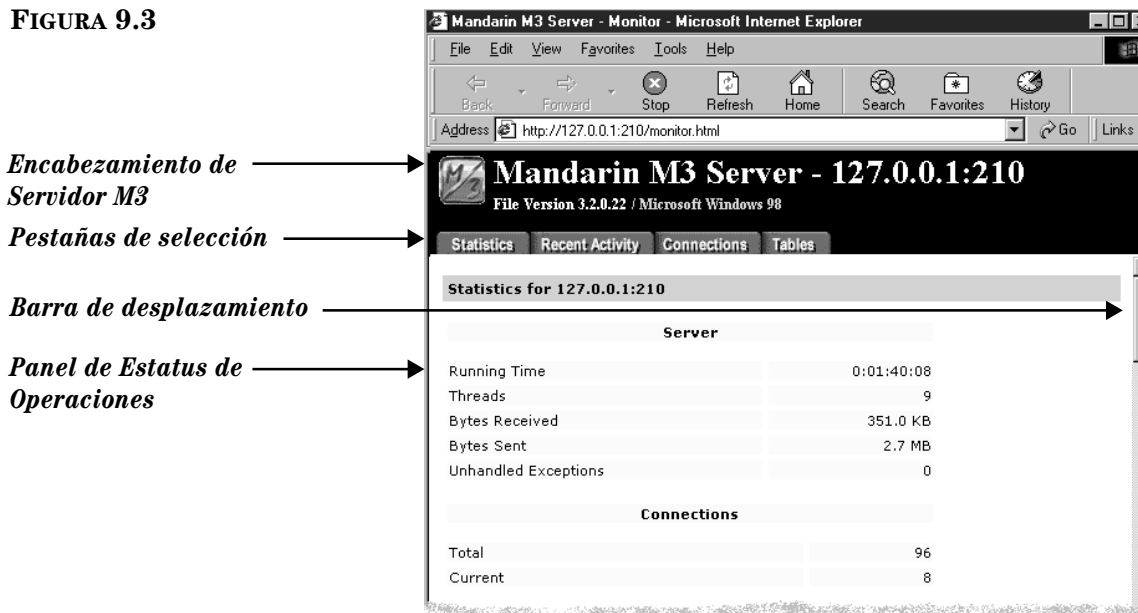 FIGURA 9.3
Mandarin M3 Server - Monitor - Microsoft Internet Explorer
File Edit View Favorites Tools Help
Back Forward Stop Refresh Home Search Favorites History
Address http://127.0.0.1:210/monitor.html Go Links
Encabezamiento de
Servidor M3
M/3 Mandarin M3 Server - 127.0.0.1:210
File Version 3.2.0.22 / Microsoft Windows 98
Pestañas de selección
Statistics Recent Activity Connections Tables
Statistics for 127.0.0.1:210
Barra de desplazamiento
Server
Panel de Estatus de
Operaciones
Running Time 0:01:40:08
Threads 9
Bytes Received 351.0 KB
Bytes Sent 2.7 MB
Unhandled Exceptions 0
Connections
Total 96
Current 8